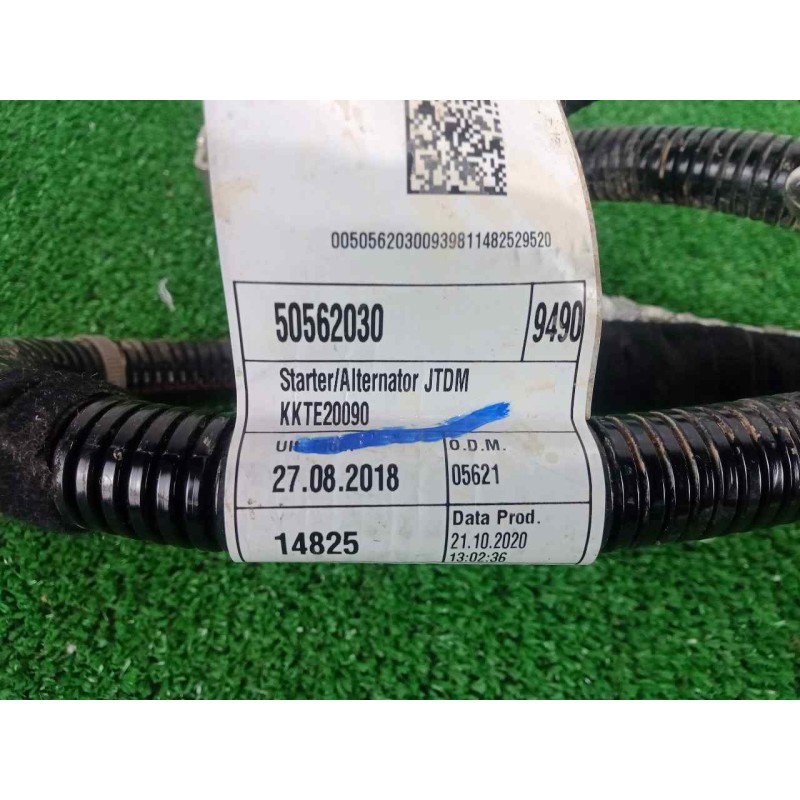 00505620300939811482529520
50562030
9490
Starter/Alternator JTDM
KKTE20090
O.D.M.
27.08.2018
05621
Data Prod.
14825
21.10.2020
13:02:36